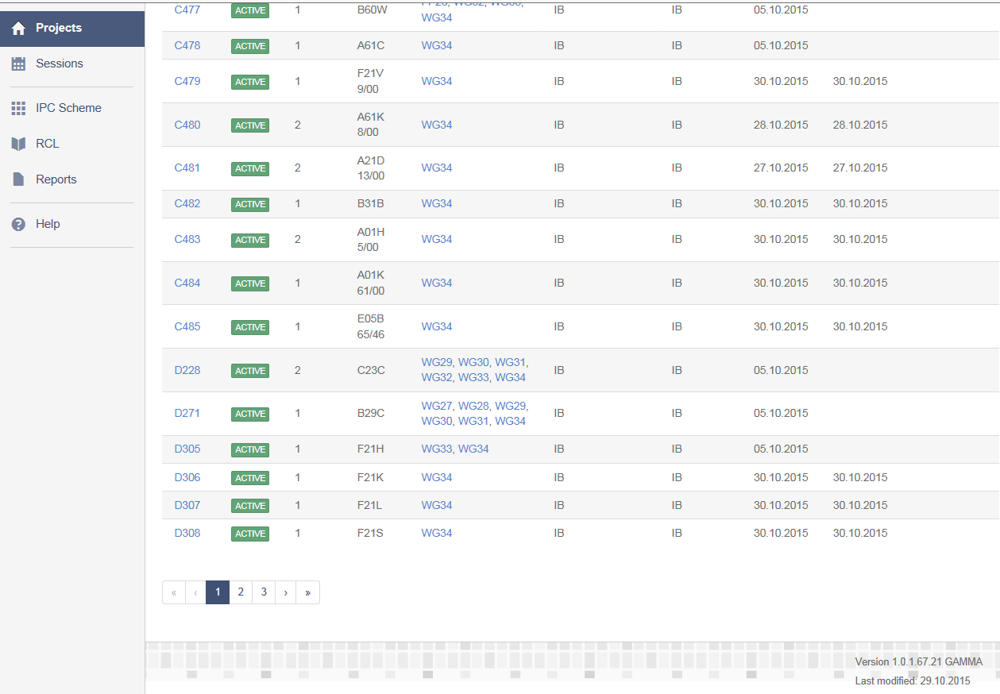 Projects
Sessions
IPC Scheme
RCL
Reports
Help
C477 ACTIVE 1 B60W WG34 IB IB 05.10.2015
C478 ACTIVE 1 A61C WG34 IB IB 05.10.2015
C479 ACTIVE 1 F21V 9/00 WG34 IB IB 30.10.2015 30.10.2015
C480 ACTIVE 2 A61K 8/00 WG34 IB IB 28.10.2015 28.10.2015
C481 ACTIVE 2 A21D 13/00 WG34 IB IB 27.10.2015 27.10.2015
C482 ACTIVE 1 B31B WG34 IB IB 30.10.2015 30.10.2015
C483 ACTIVE 2 A01H 5/00 WG34 IB IB 30.10.2015 30.10.2015
C484 ACTIVE 1 A01K 61/00 WG34 IB IB 30.10.2015 30.10.2015
C485 ACTIVE 1 E05B 65/46 WG34 IB IB 30.10.2015 30.10.2015
D228 ACTIVE 2 C23C WG29, WG30, WG31, WG32, WG33, WG34 IB IB 05.10.2015
D271 ACTIVE 1 B29C WG27, WG28, WG29, WG30, WG31, WG34 IB IB 05.10.2015
D305 ACTIVE 1 F21H WG33, WG34 IB IB 05.10.2015
D306 ACTIVE 1 F21K WG34 IB IB 30.10.2015 30.10.2015
D307 ACTIVE 1 F21L WG34 IB IB 30.10.2015 30.10.2015
D308 ACTIVE 1 F21S WG34 IB IB 30.10.2015 30.10.2015
« ‹ 1 2 3 › »
Version 1.0.1.67.21 GAMMA
Last modified: 29.10.2015